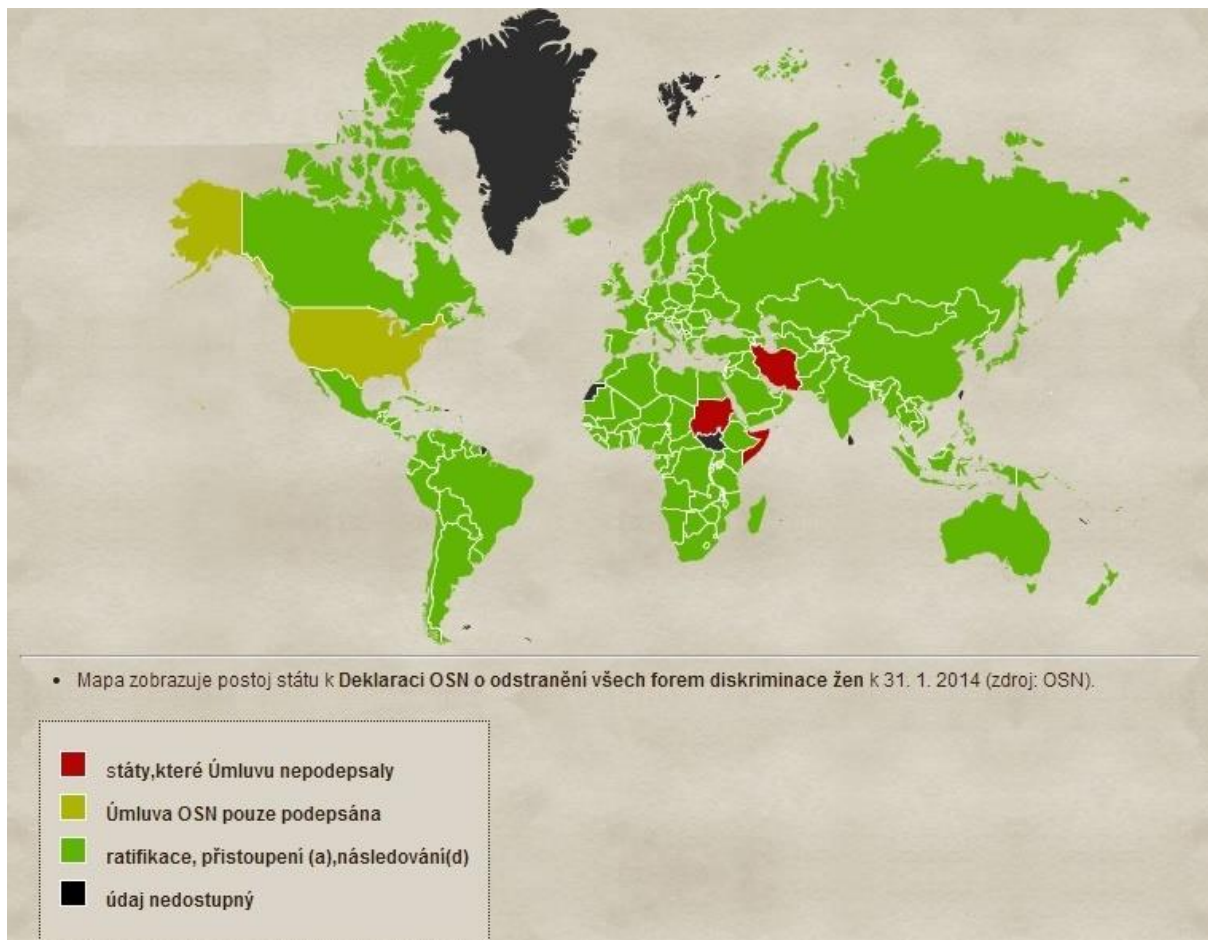 Mapa zobrazuje postoj státu k Deklaraci OSN o odstranění všech forem diskriminace žen k 31. 1. 2014 (zdroj: OSN).
státy,které Úmluvu nepodepsaly
Úmluva OSN pouze podepsána
ratifikace, přistoupení (a),následování(d)
údaj nedostupný